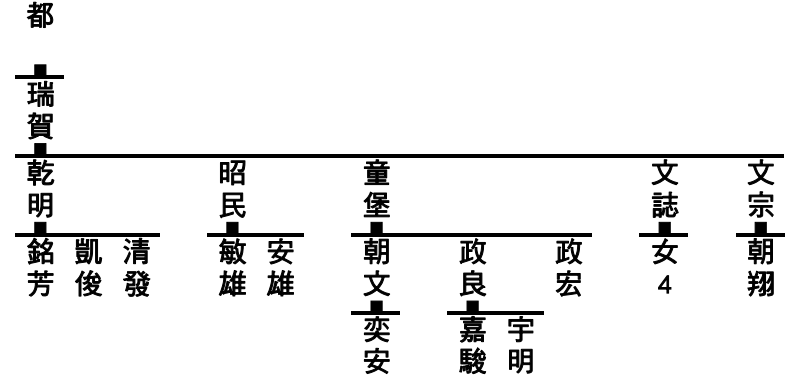 都
瑞賀
乾明 昭民 童堡 文誌 文宗
銘芳 凱俊 清發 敏雄 安雄 朝文 政良 政宏 女4 朝翔
奕安 嘉駿 宇明